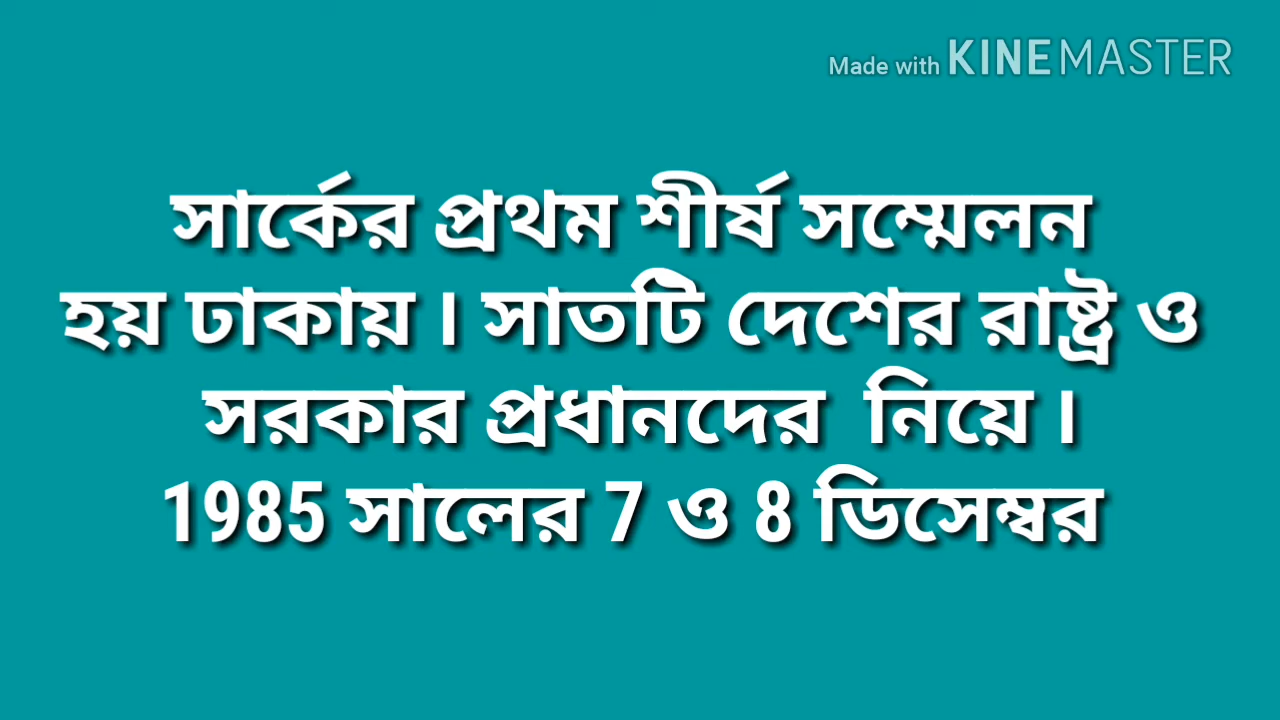 Made with KINEMASTER
সার্কের প্রথম শীর্ষ সম্মেলন
হয় ঢাকায় । সাতটি দেশের রাষ্ট্র ও
সরকার প্রধানদের নিয়ে ।
1985 সালের 7 ও 8 ডিসেম্বর